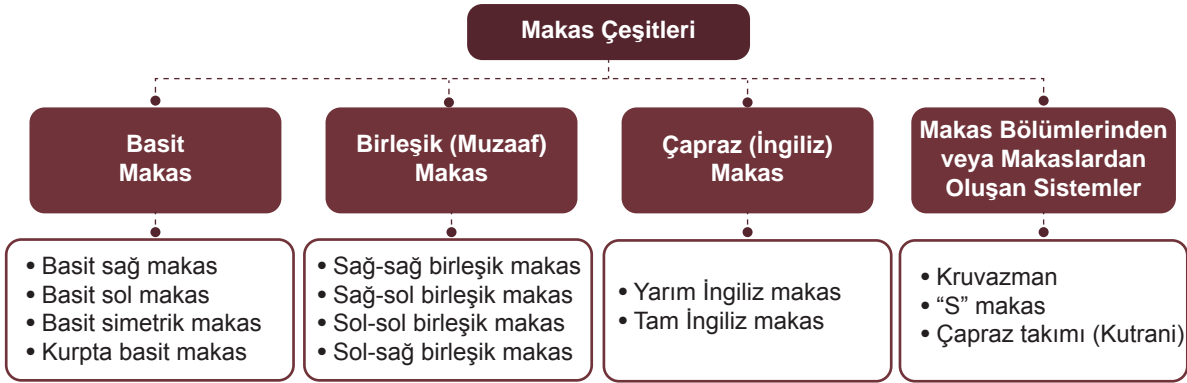 Makas Çeşitleri
Basit
Makas
Birleşik (Muzaaf)
Makas
Çapraz (İngiliz)
Makas
Makas Bölümlerinden
veya Makaslardan
Oluşan Sistemler
• Basit sağ makas
• Basit sol makas
• Basit simetrik makas
• Kurpta basit makas
• Sağ-sağ birleşik makas
• Sağ-sol birleşik makas
• Sol-sol birleşik makas
• Sol-sağ birleşik makas
• Yarım İngiliz makas
• Tam İngiliz makas
• Kruvazman
• “S” makas
• Çapraz takımı (Kutrani)